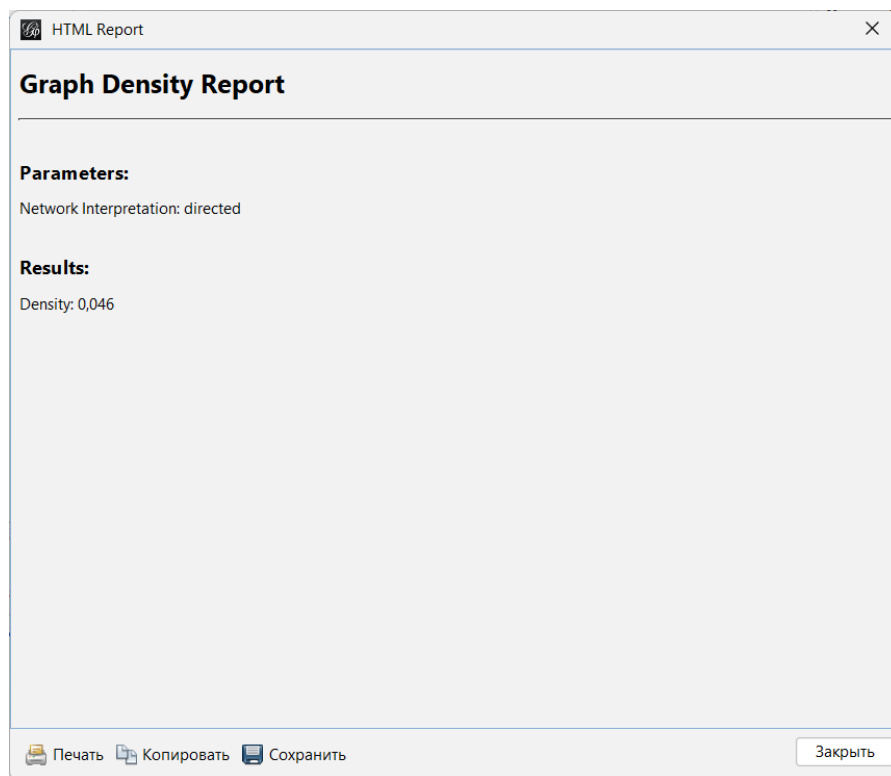 HTML Report
Graph Density Report
Parameters:
Network Interpretation: directed
Results:
Density: 0,046
Печать Копировать Сохранить Закрыть